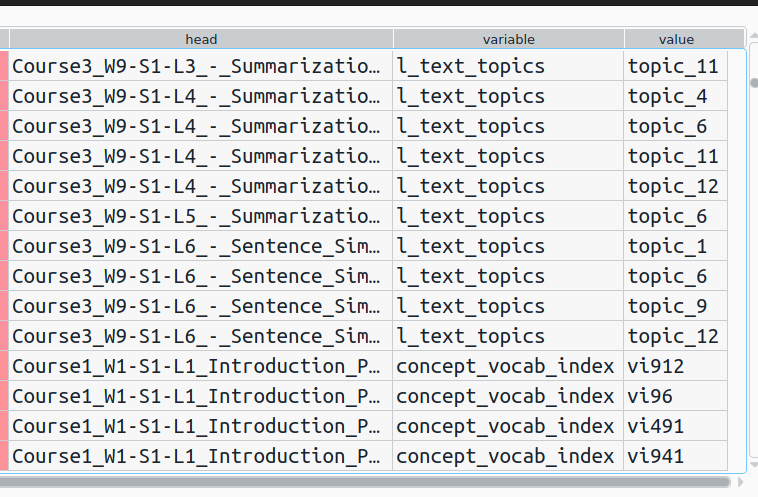 head variable value
Course3_W9-S1-L3_-_Summarizatio… l_text_topics topic_11
Course3_W9-S1-L4_-_Summarizatio… l_text_topics topic_4
Course3_W9-S1-L4_-_Summarizatio… l_text_topics topic_6
Course3_W9-S1-L4_-_Summarizatio… l_text_topics topic_11
Course3_W9-S1-L4_-_Summarizatio… l_text_topics topic_12
Course3_W9-S1-L5_-_Summarizatio… l_text_topics topic_6
Course3_W9-S1-L6_-_Sentence_Sim… l_text_topics topic_1
Course3_W9-S1-L6_-_Sentence_Sim… l_text_topics topic_6
Course3_W9-S1-L6_-_Sentence_Sim… l_text_topics topic_9
Course3_W9-S1-L6_-_Sentence_Sim… l_text_topics topic_12
Course1_W1-S1-L1_Introduction_P… concept_vocab_index vi912
Course1_W1-S1-L1_Introduction_P… concept_vocab_index vi96
Course1_W1-S1-L1_Introduction_P… concept_vocab_index vi491
Course1_W1-S1-L1_Introduction_P… concept_vocab_index vi941